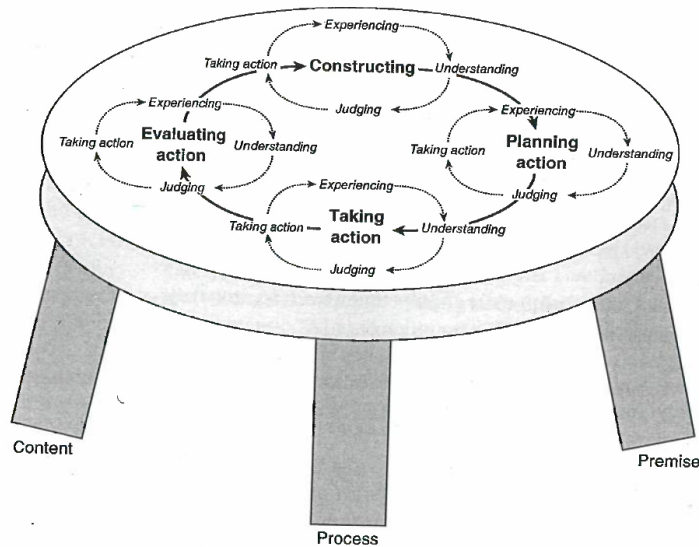 Experiencing
Taking action
Constructing
Understanding
Judging
Experiencing
Taking action
Evaluating
action
Understanding
Judging
Experiencing
Taking action
Planning
action
Understanding
Judging
Experiencing
Taking action
Taking
action
Understanding
Judging
Content
Process
Premise